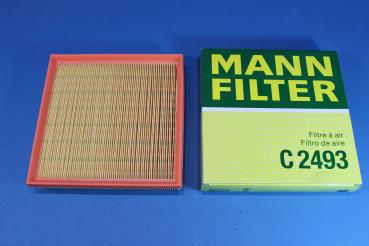 MANN
FILTER
Filtre à air
Filtro de aire
C 2493